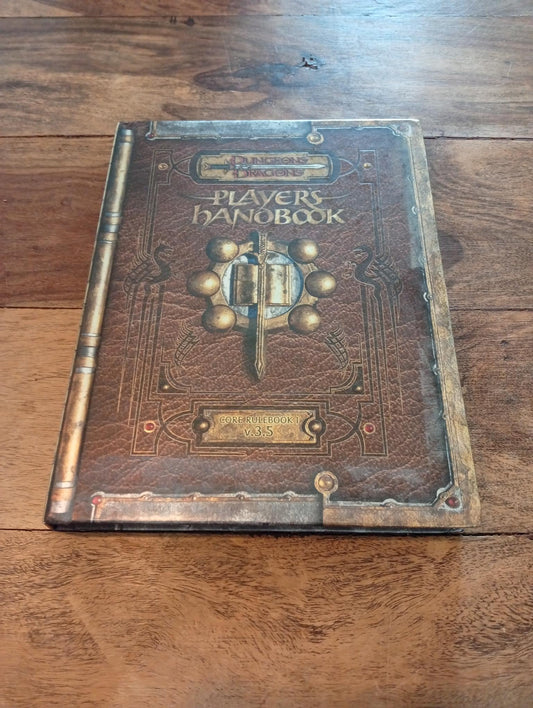 DUNGEONS
DRAGONS
PLAYER'S
HANDBOOK
CORE RULEBOOK I
v.3.5